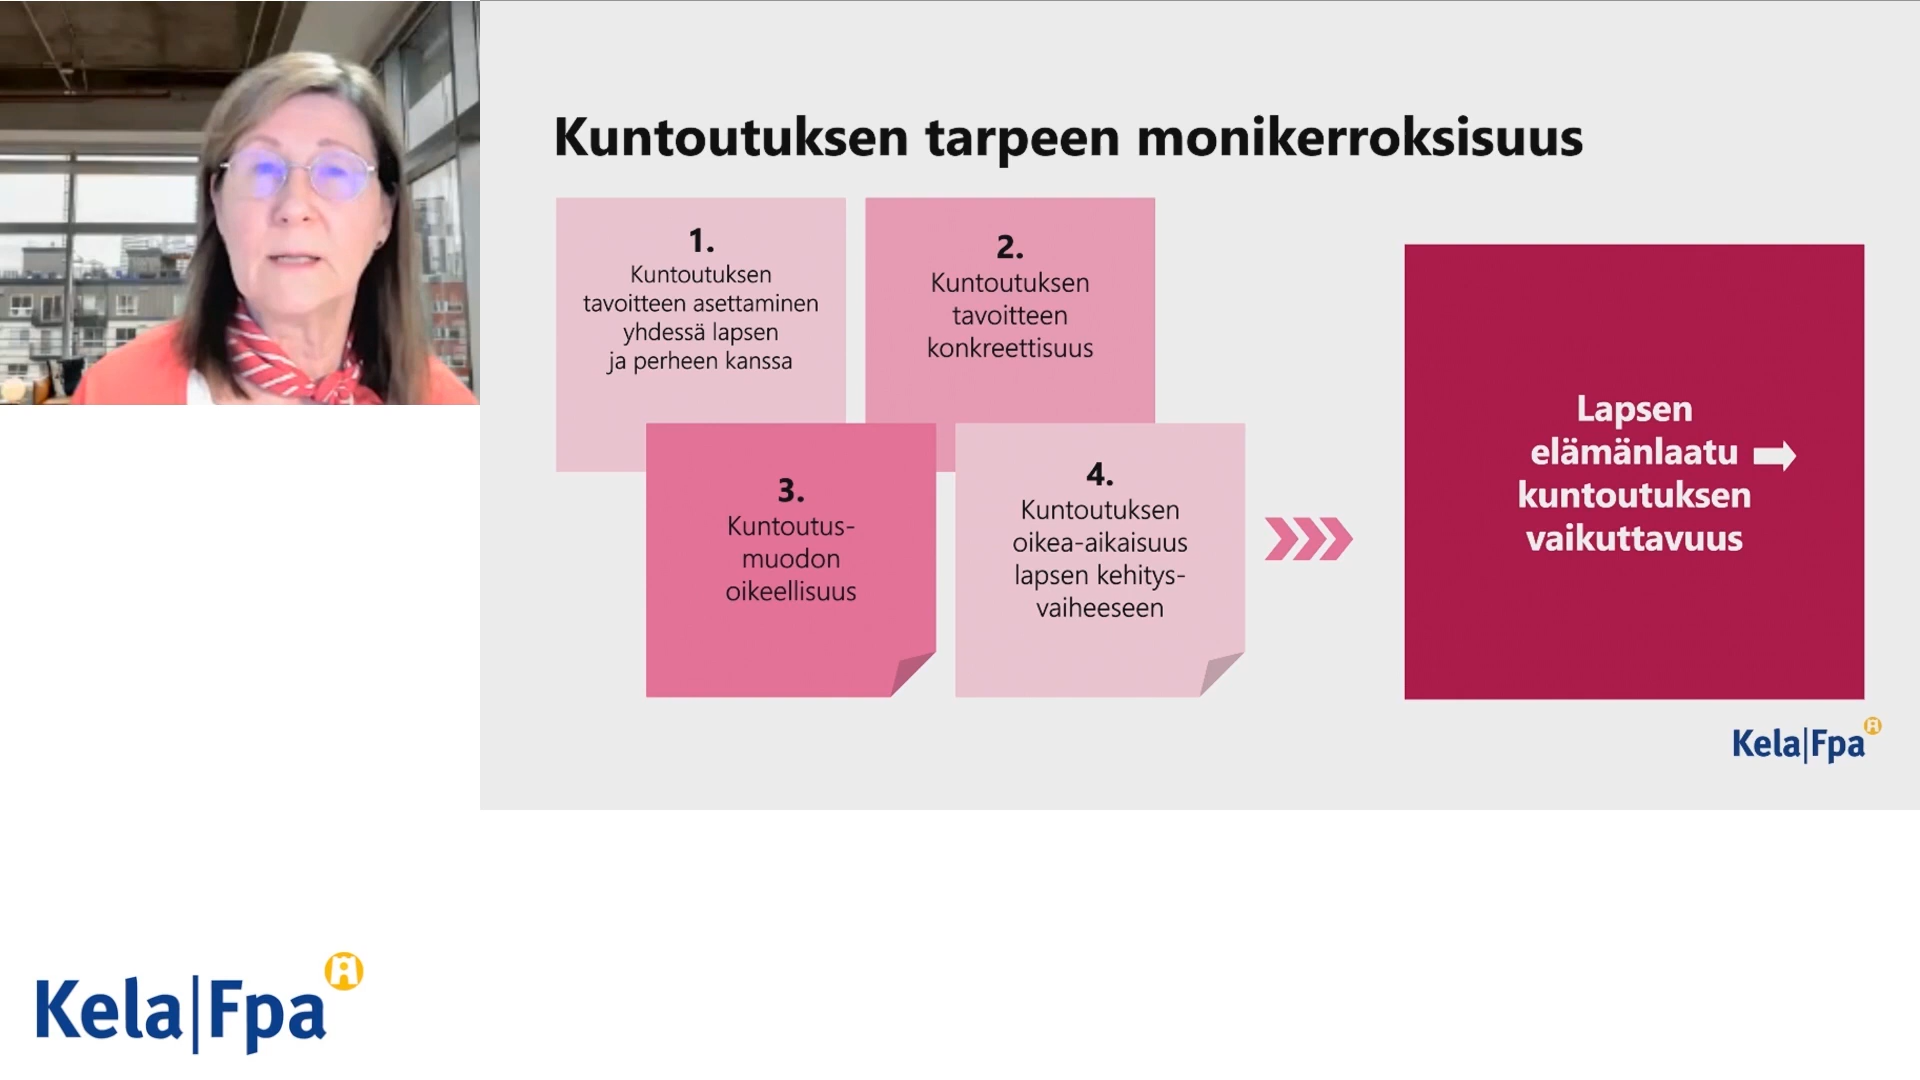 Kuntoutuksen tarpeen monikerroksisuus
1.
Kuntoutuksen
tavoitteen asettaminen
yhdessä lapsen
ja perheen kanssa
2.
Kuntoutuksen
tavoitteen
konkreettisuus
3.
Kuntoutus-
muodon
oikeellisuus
4.
Kuntoutuksen
oikea-aikaisuus
lapsen kehitys-
vaiheeseen
Lapsen
elämänlaatu
kuntoutuksen
vaikuttavuus
Kela|Fpa
Kela|Fpa